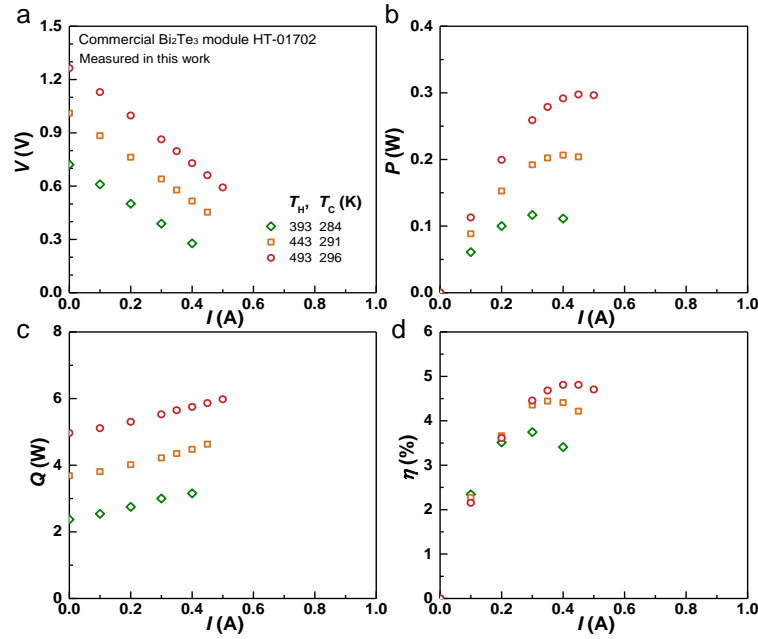 a
b
Commercial Bi₂Te₃ module HT-01702
Measured in this work
V (V)
1.5
1.2
0.9
0.6
0.3
0.0
T_H, T_C (K)
393 284
443 291
493 296
0.0 0.2 0.4 0.6 0.8 1.0
I (A)
P (W)
0.4
0.3
0.2
0.1
0.0
0.0 0.2 0.4 0.6 0.8 1.0
I (A)
c
d
Q (W)
8
6
4
2
0
0.0 0.2 0.4 0.6 0.8 1.0
I (A)
η (%)
6
5
4
3
2
1
0
0.0 0.2 0.4 0.6 0.8 1.0
I (A)